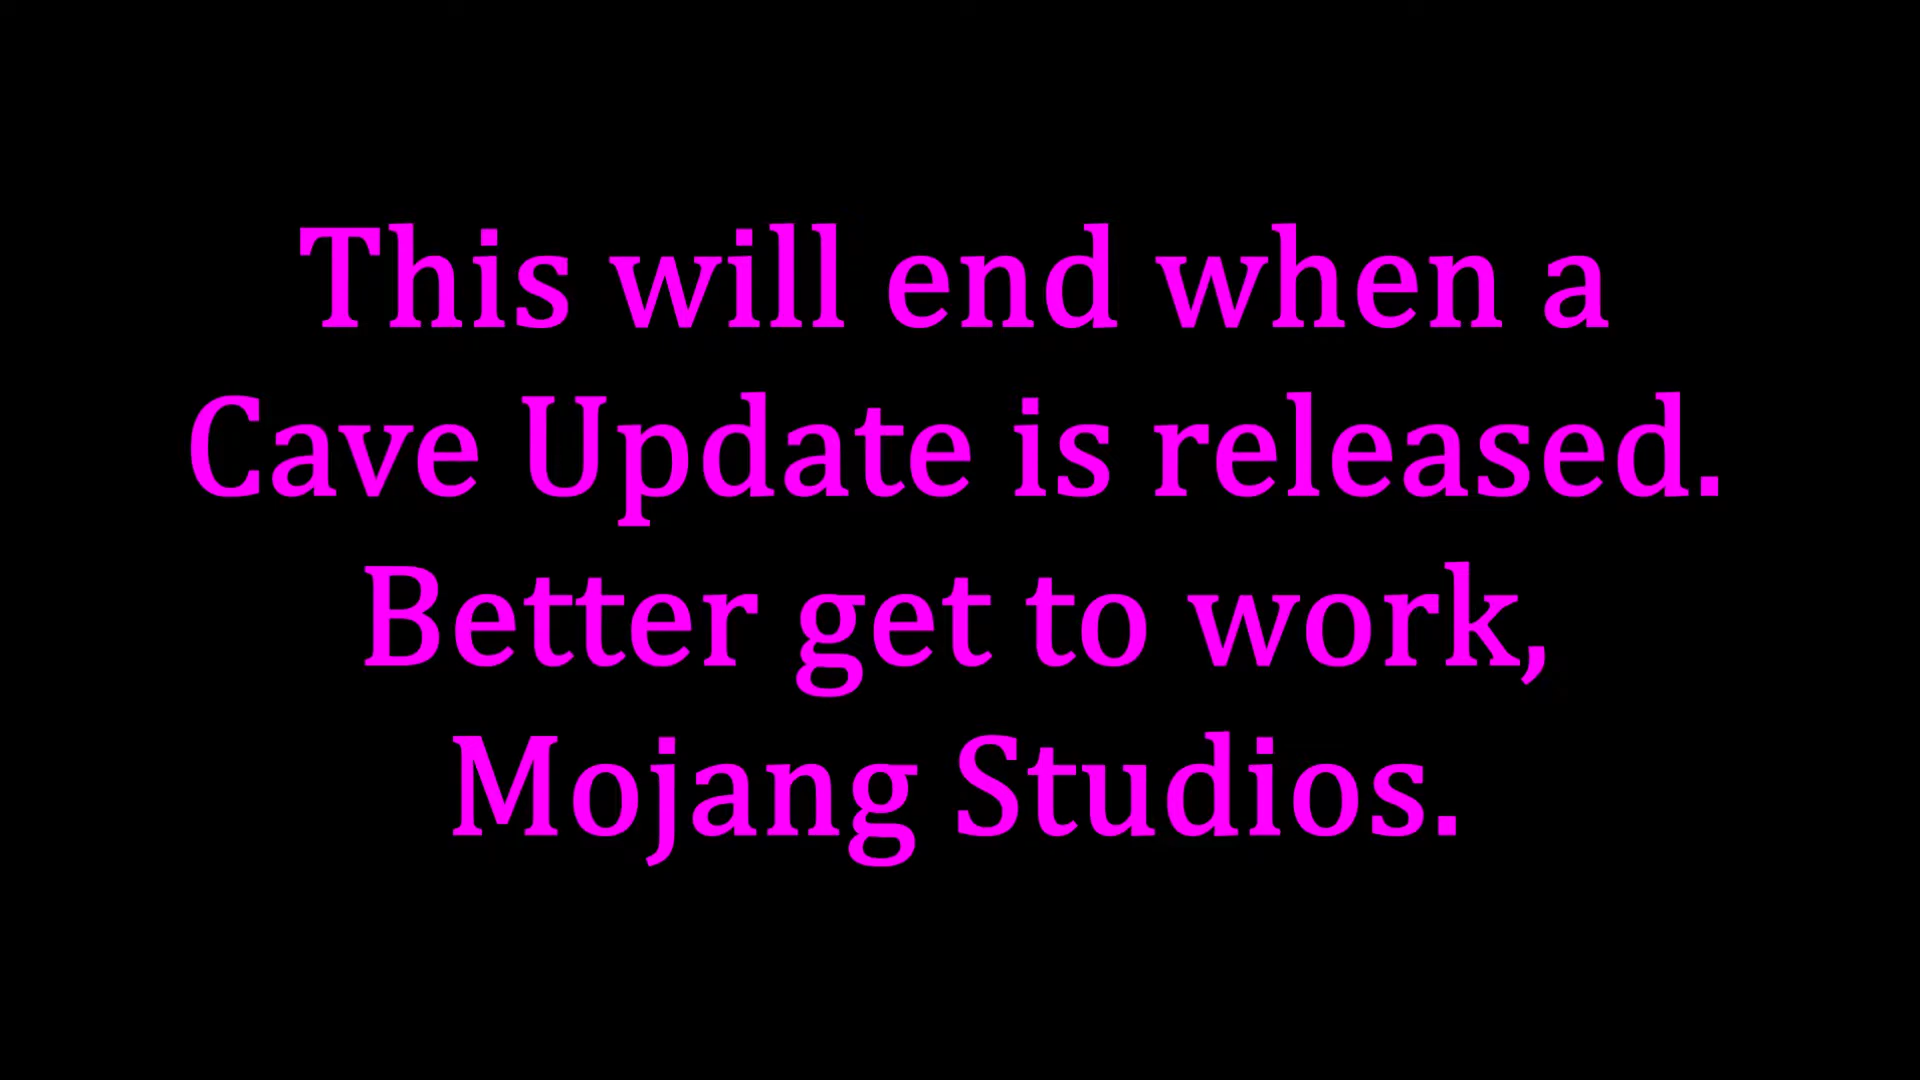 This will end when a
Cave Update is released.
Better get to work,
Mojang Studios.